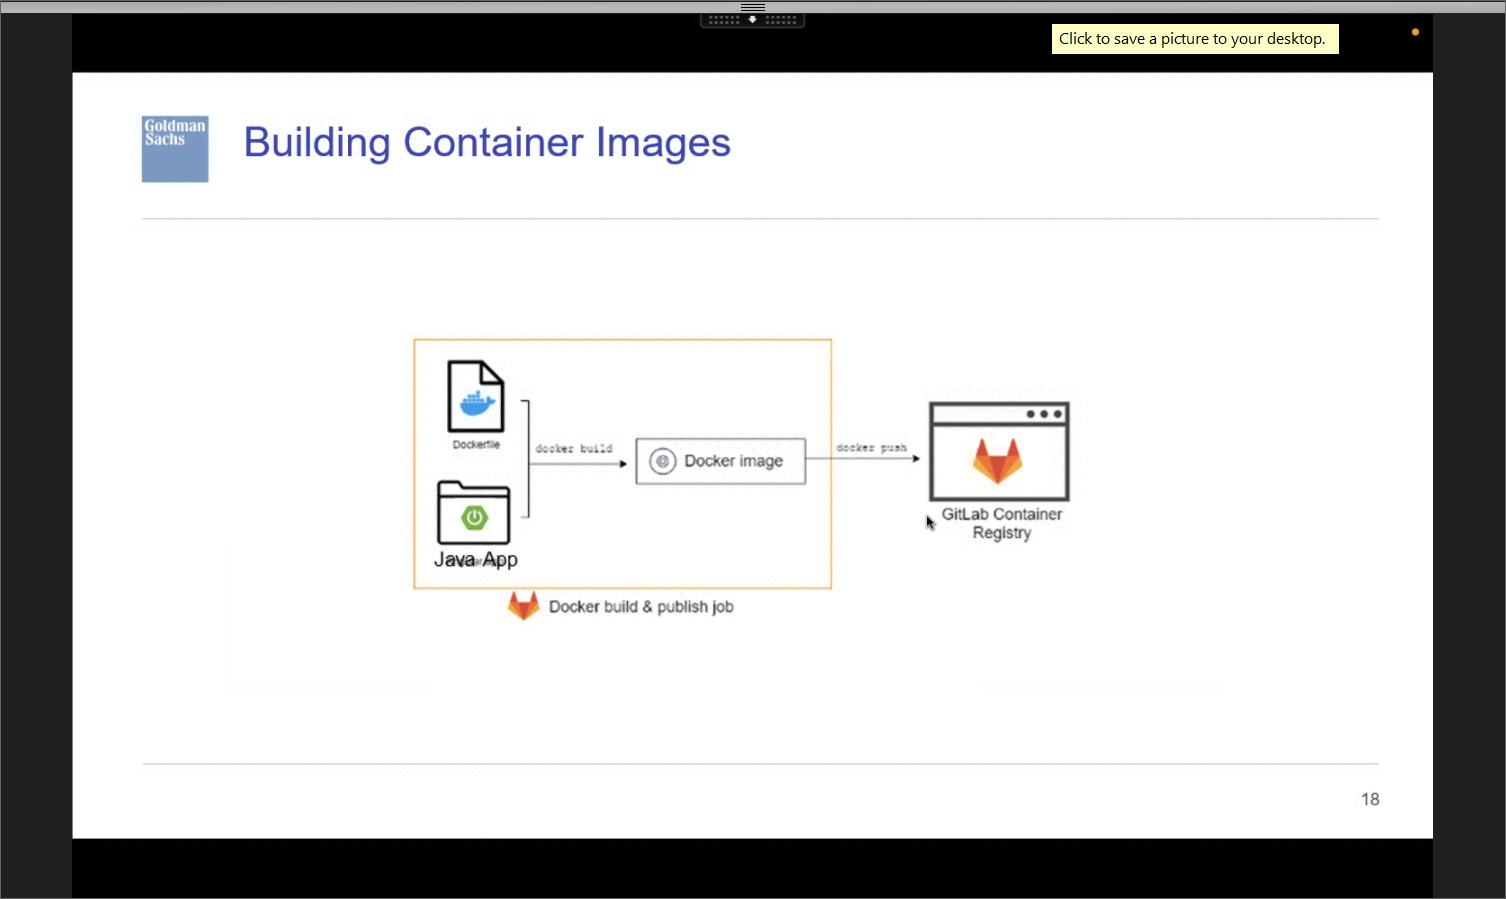 Click to save a picture to your desktop.
Goldman
Sachs
Building Container Images
Dockerfile
docker build
Docker image
docker push
GitLab Container
Registry
Java App
Docker build & publish job
18